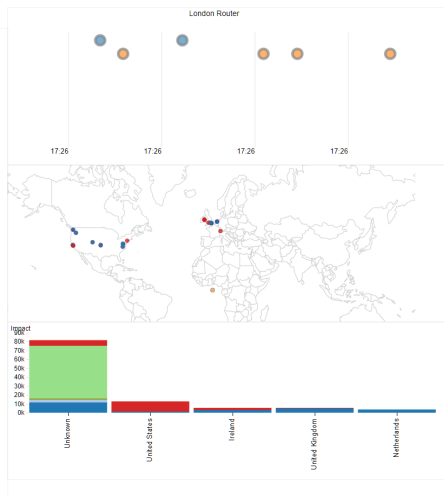 London Router
17.26 17.26 17.26 17.26
Impact
90k
80k
70k
60k
50k
40k
30k
20k
10k
0k
Unknown
United States
Ireland
United Kingdom
Netherlands